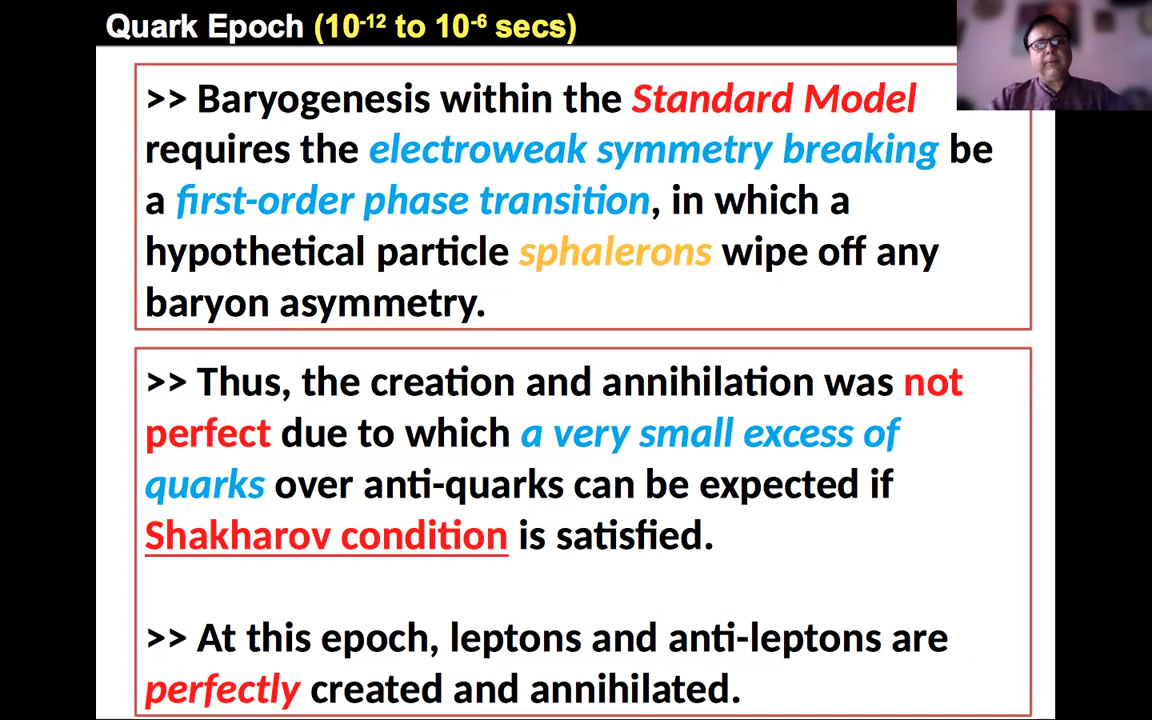 Quark Epoch (10-12 to 10-6 secs)
>> Baryogenesis within the Standard Model
requires the electroweak symmetry breaking be
a first-order phase transition, in which a
hypothetical particle sphalerons wipe off any
baryon asymmetry.
>> Thus, the creation and annihilation was not
perfect due to which a very small excess of
quarks over anti-quarks can be expected if
Shakharov condition is satisfied.
>> At this epoch, leptons and anti-leptons are
perfectly created and annihilated.